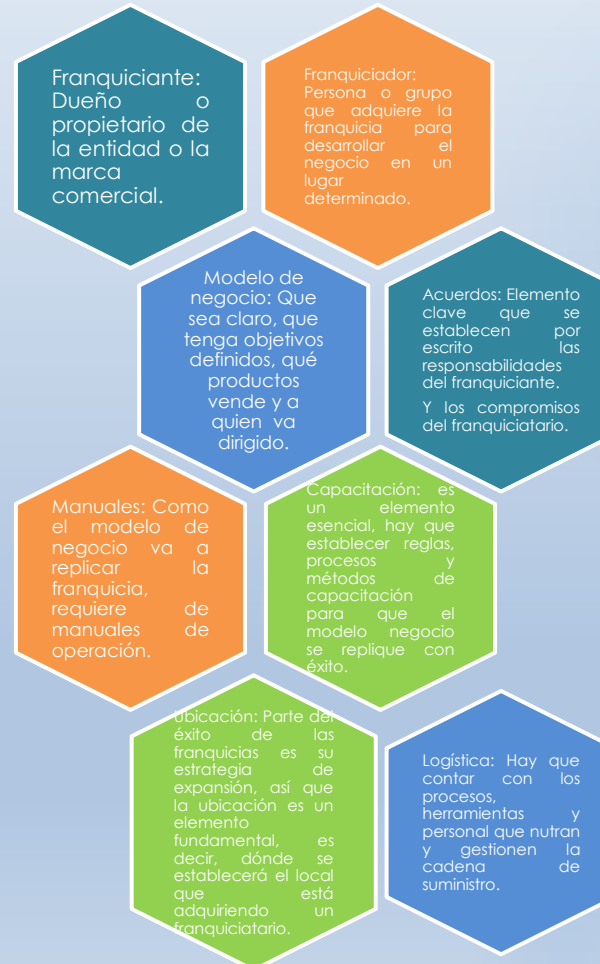 Franquiciante:
Dueño o
propietario de
la entidad o la
marca
comercial.
Franquiciador:
Persona o grupo
que adquiere la
franquicia para
desarrollar el
negocio en un
lugar
determinado.
Modelo de
negocio: Que
sea claro, que
tenga objetivos
definidos, qué
productos
vende y a
quien va
dirigido.
Acuerdos: Elemento
clave que se
establecen por
escrito las
responsabilidades
del franquiciante.
Y los compromisos
del franquiciatario.
Manuales: Como
el modelo de
negocio va a
replicar la
franquicia,
requiere de
manuales de
operación.
Capacitación: es
un elemento
esencial, hay que
establecer reglas,
procesos y
métodos de
capacitación
para que el
modelo negocio
se replique con
éxito.
Ubicación: Parte del
éxito de las
franquicias es su
estrategia de
expansión, así que
la ubicación es un
elemento
fundamental, es
decir, dónde se
establecerá el local
que está
adquiriendo un
franquiciatario.
Logística: Hay que
contar con los
procesos,
herramientas y
personal que nutran
y gestionen la
cadena de
suministro.